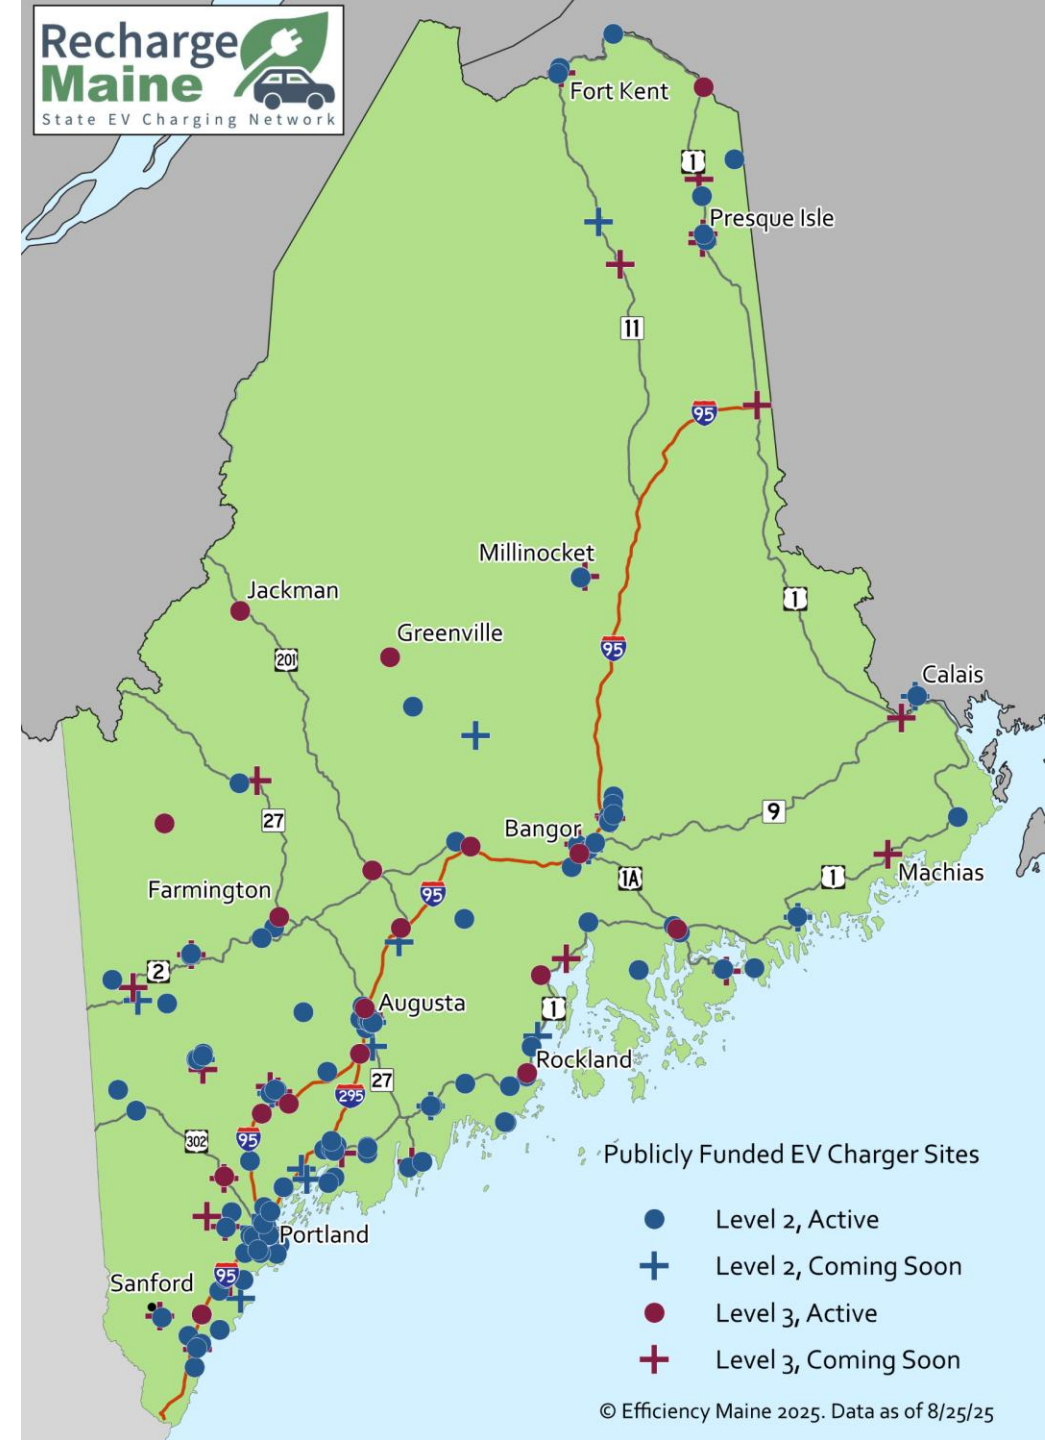 Recharge
Maine
State EV Charging Network
Fort Kent
1
Presque Isle
11
95
Millinocket
Jackman
1
Greenville
201
95
Calais
27
9
Bangor
Farmington
95
1A
1
Machias
2
Augusta
1
Rockland
27
295
302
95
Publicly Funded EV Charger Sites
Level 2, Active
Portland
Level 2, Coming Soon
95
Sanford
Level 3, Active
Level 3, Coming Soon
© Efficiency Maine 2025. Data as of 8/25/25